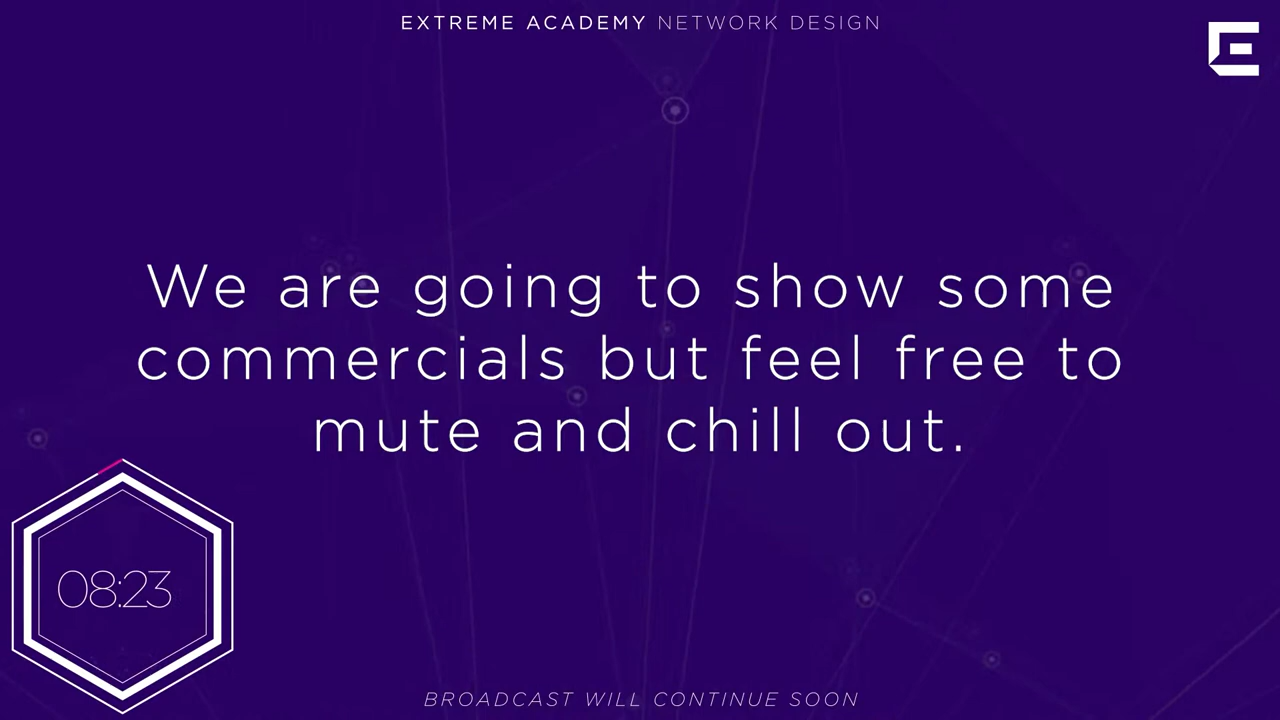 EXTREME ACADEMY NETWORK DESIGN
We are going to show some
commercials but feel free to
mute and chill out.
08:23
BROADCAST WILL CONTINUE SOON